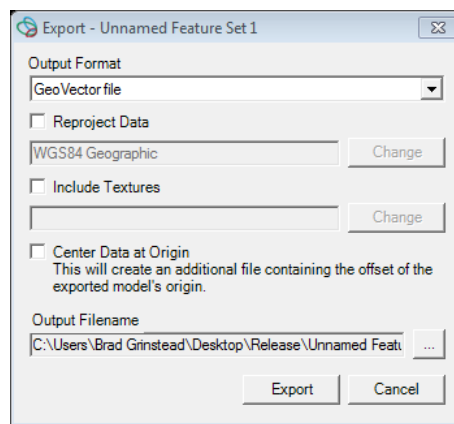 Export - Unnamed Feature Set 1
Output Format
GeoVector file
Reproject Data
WGS84 Geographic
Change
Include Textures
Change
Center Data at Origin
This will create an additional file containing the offset of the
exported model's origin.
Output Filename
C:\Users\Brad Grinstead\Desktop\Release\Unnamed Featu
...
Export Cancel